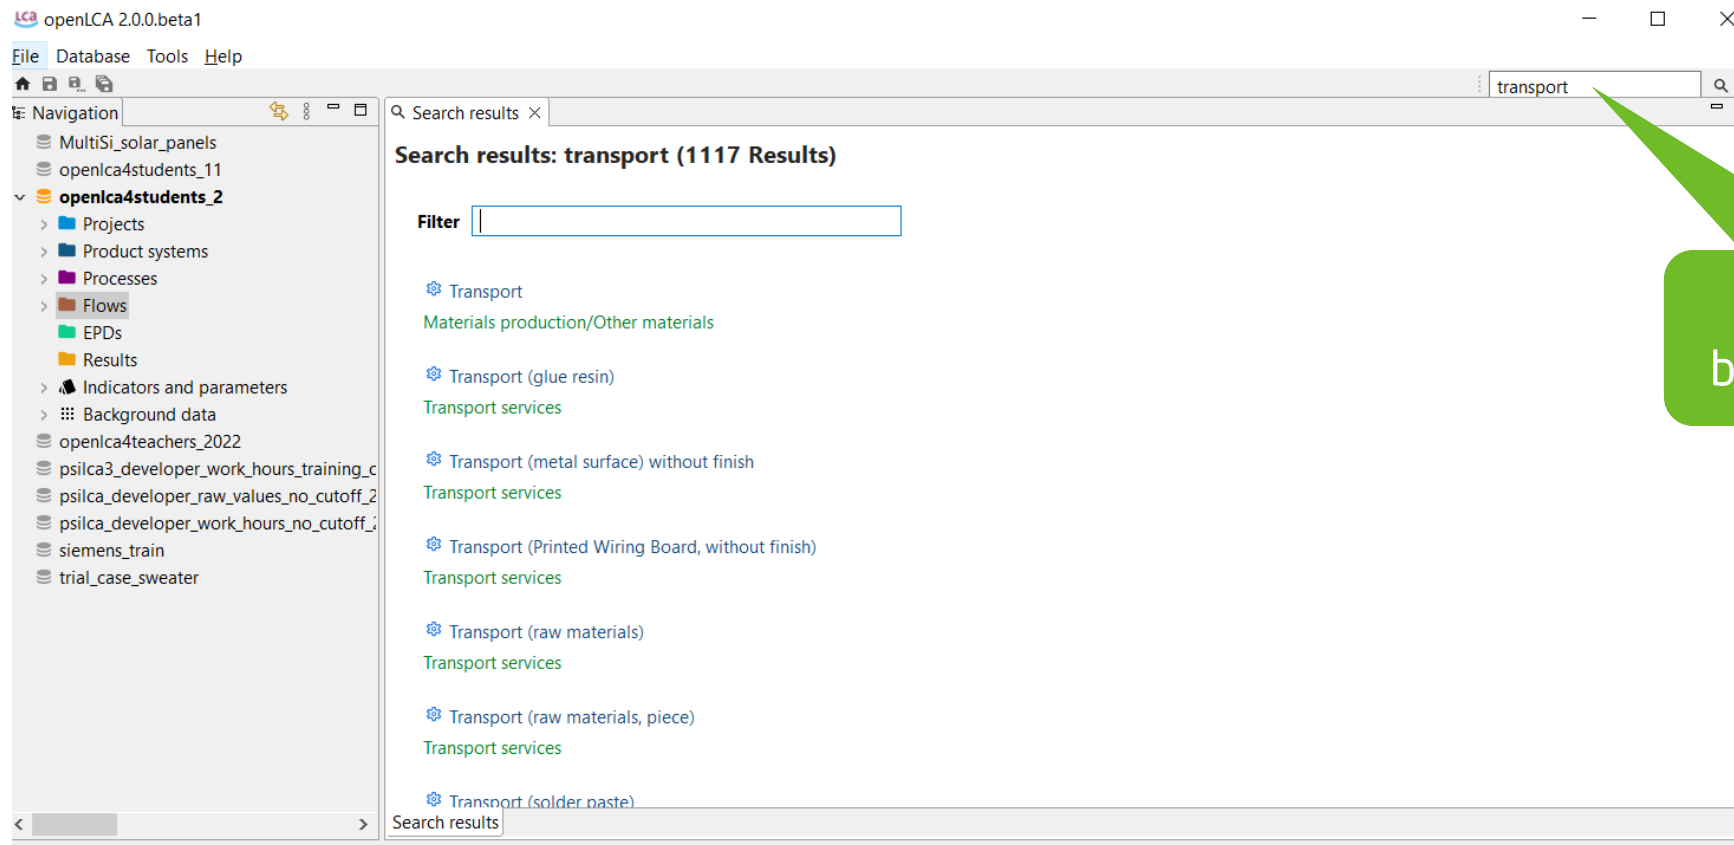 LCA openLCA 2.0.0.beta1
File Database Tools Help
transport
Navigation
Search results
MultiSi_solar_panels
openlca4students_11
openlca4students_2
Projects
Product systems
Processes
Flows
EPDs
Results
Indicators and parameters
Background data
openlca4teachers_2022
psilca3_developer_work_hours_training_c
psilca_developer_raw_values_no_cutoff_2
psilca_developer_work_hours_no_cutoff_2
siemens_train
trial_case_sweater
Search results: transport (1117 Results)
Filter
Transport
Materials production/Other materials
Transport (glue resin)
Transport services
Transport (metal surface) without finish
Transport services
Transport (Printed Wiring Board, without finish)
Transport services
Transport (raw materials)
Transport services
Transport (raw materials, piece)
Transport services
Transport (solder paste)
Search results
b